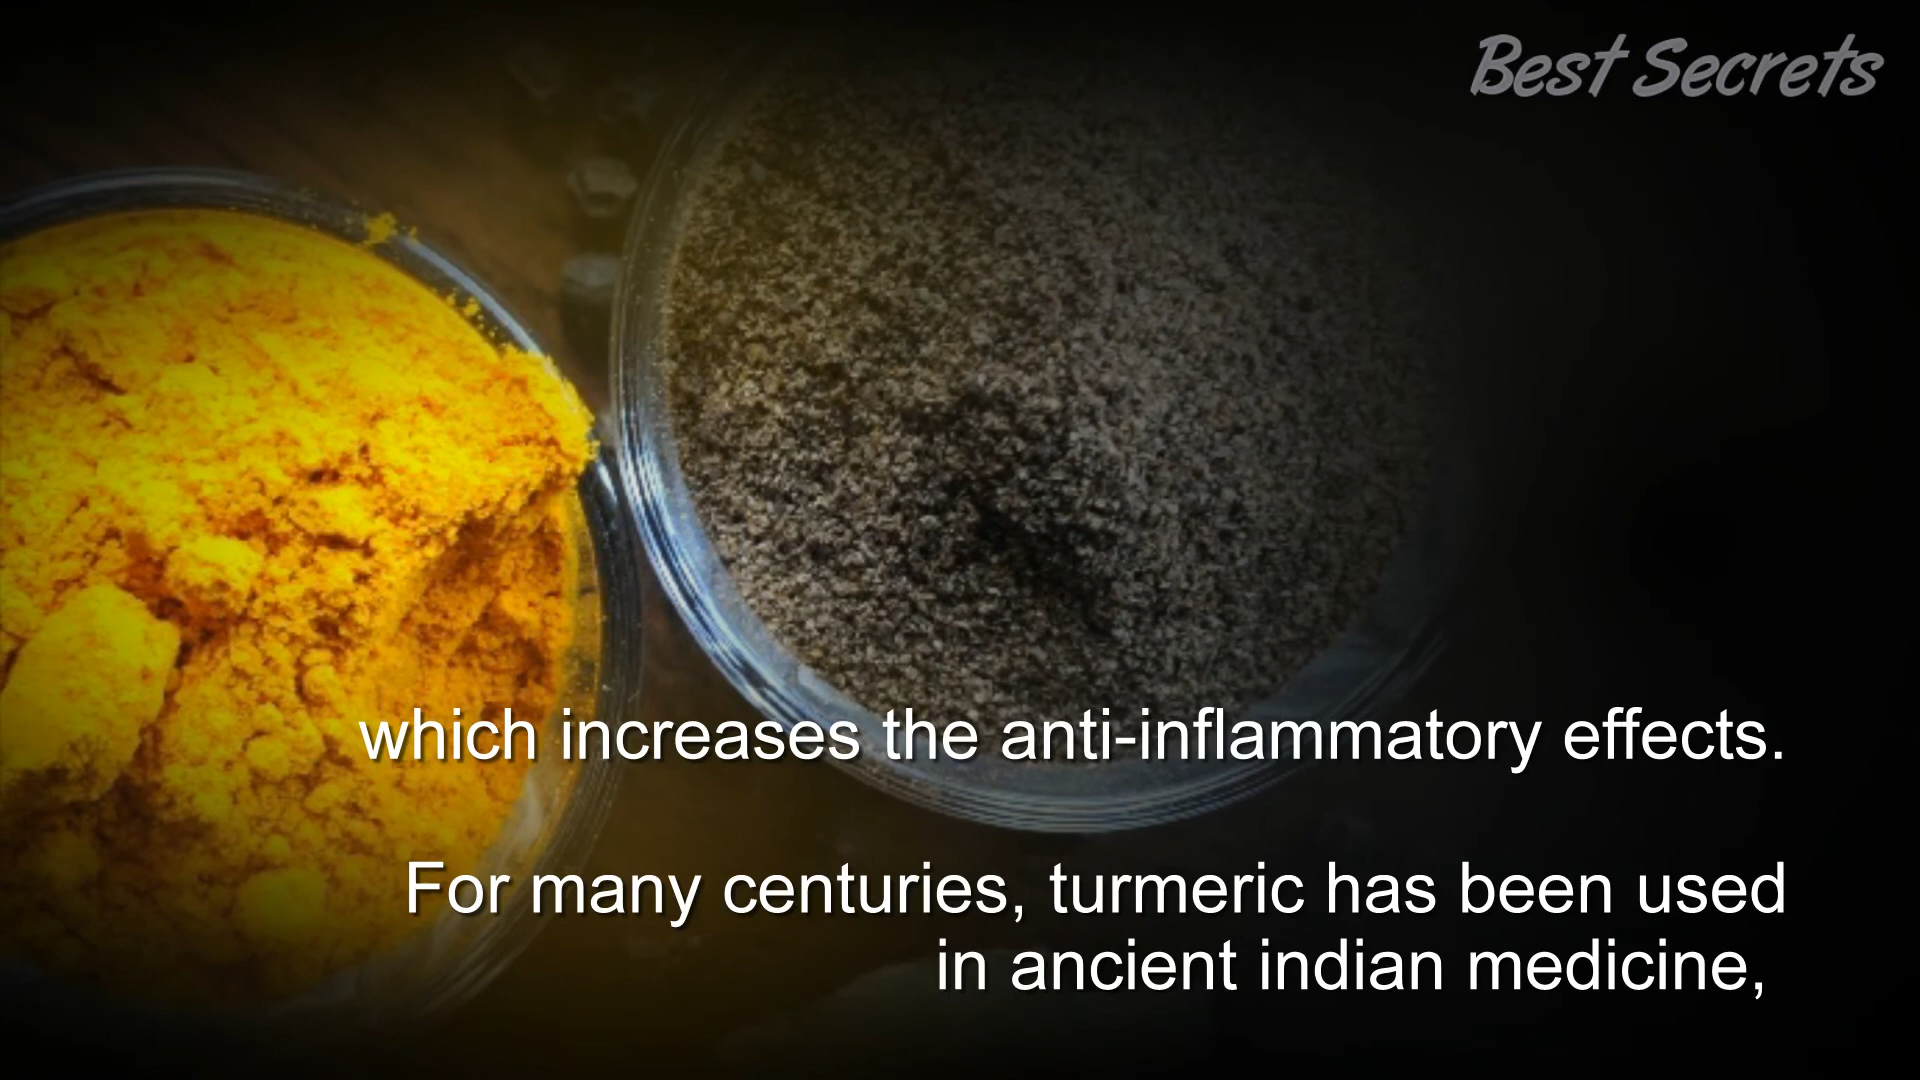 Best Secrets
which increases the anti-inflammatory effects.
For many centuries, turmeric has been used
in ancient indian medicine,